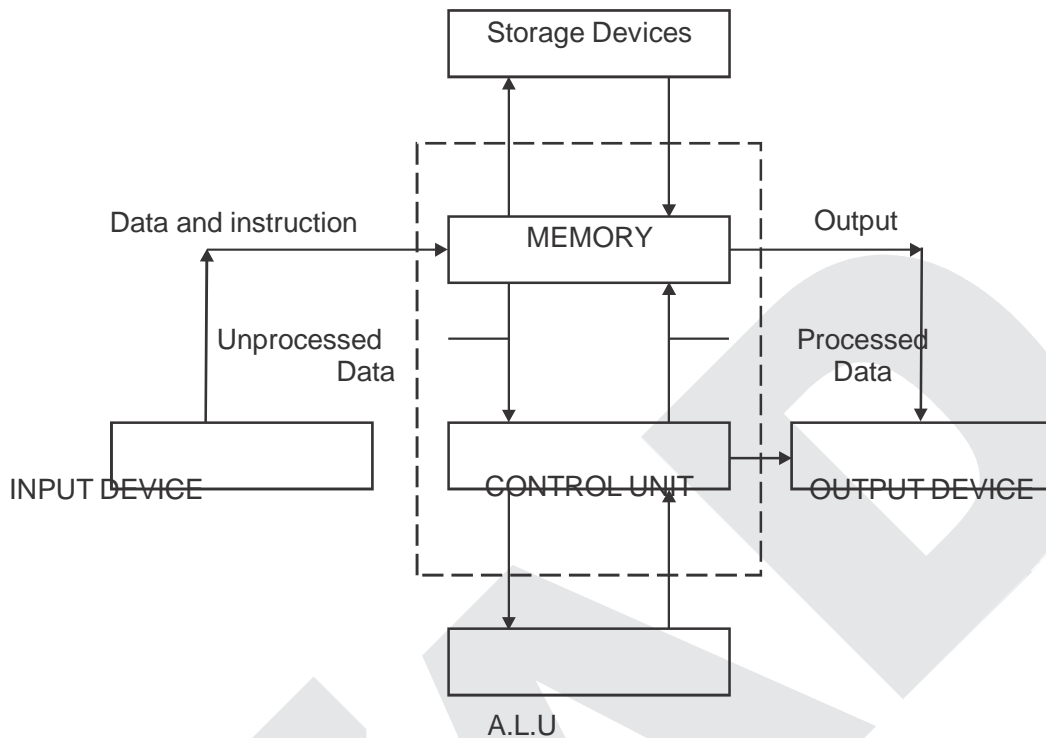 Storage Devices
Data and instruction
MEMORY
Output
Unprocessed
Data
Processed
Data
INPUT DEVICE
CONTROL UNIT
OUTPUT DEVICE
A.L.U